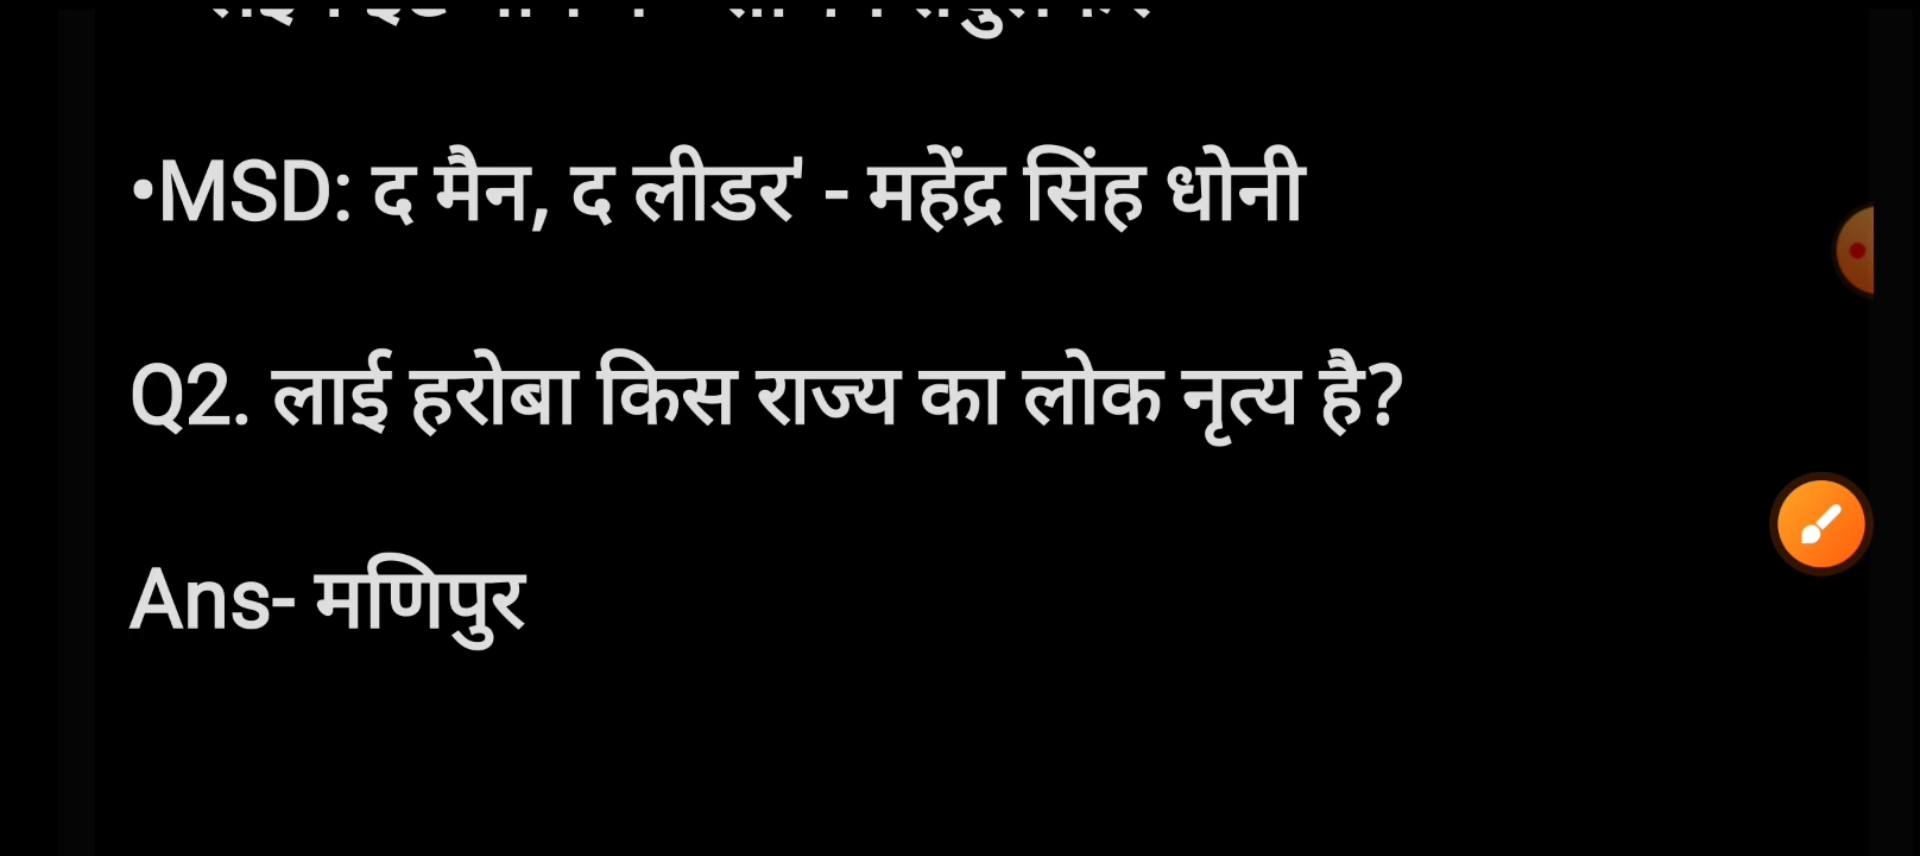 •MSD: द मैन, द लीडर' - महेंद्र सिंह धोनी
Q2. लाई हरोबा किस राज्य का लोक नृत्य है?
Ans- मणिपुर